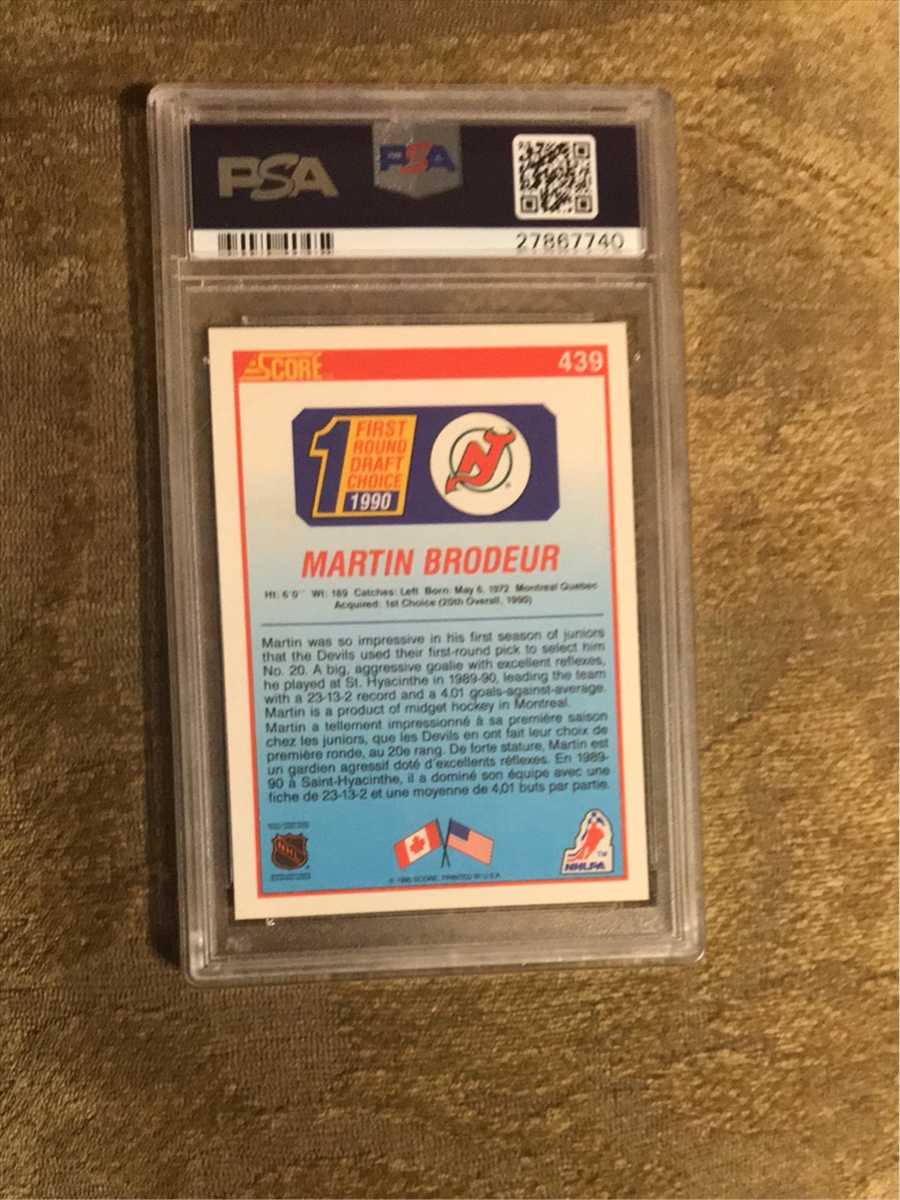 PSA PSA
27867740
SCORE 439
1 FIRST
ROUND
DRAFT
CHOICE
1990
NJ
MARTIN BRODEUR
Ht: 6'0" Wt: 189 Catches: Left Born: May 6, 1972 Montreal Quebec
Acquired: 1st Choice (20th Overall, 1990)
Martin was so impressive in his first season of juniors
that the Devils used their first-round pick to select him
No. 20. A big, aggressive goalie with excellent reflexes,
he played at St. Hyacinthe in 1989-90, leading the team
with a 23-13-2 record and a 4.01 goals-against-average.
Martin is a product of midget hockey in Montreal.
Martin a tellement impressionné à sa première saison
chez les juniors, que les Devils en ont fait leur choix de
première ronde, au 20e rang. De forte stature, Martin est
un gardien agressif doté d'excellents réflexes. En 1989-
90 à Saint-Hyacinthe, il a dominé son équipe avec une
fiche de 23-13-2 et une moyenne de 4,01 buts par partie.
NHL
TM
NHLPA
© 1990 SCORE, PRINTED IN U.S.A.